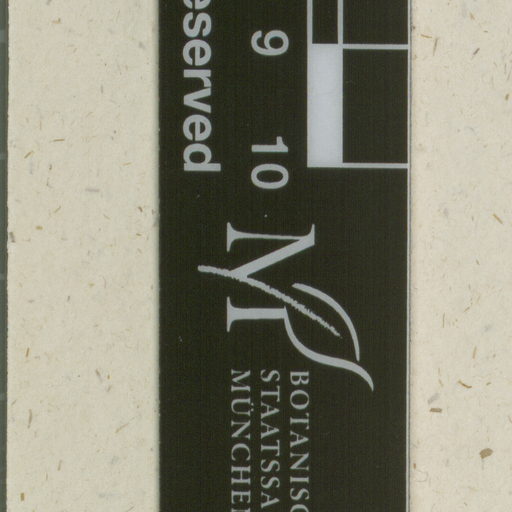 eserved
9 10
M
BOTANISC
STAATSSA
MÜNCHEN